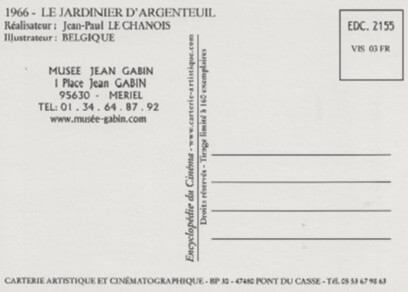 1966 - LE JARDINIER D'ARGENTEUIL
Réalisateur : Jean-Paul LE CHANOIS
Illustrateur : BELGIQUE
EDC. 2155
VIS 03 FR
MUSEE JEAN GABIN
1 Place Jean GABIN
95630 - MERIEL
TEL: 01 . 34 . 64 . 87 . 92
www.musée-gabin.com
Encyclopédie du Cinéma - www.carterie-artistique.com
Droits réservés - Tirage limité à 160 exemplaires
CARTERIE ARTISTIQUE ET CINÉMATOGRAPHIQUE - BP 32 - 47480 PONT DU CASSE - Tél. 05 53 67 98 63